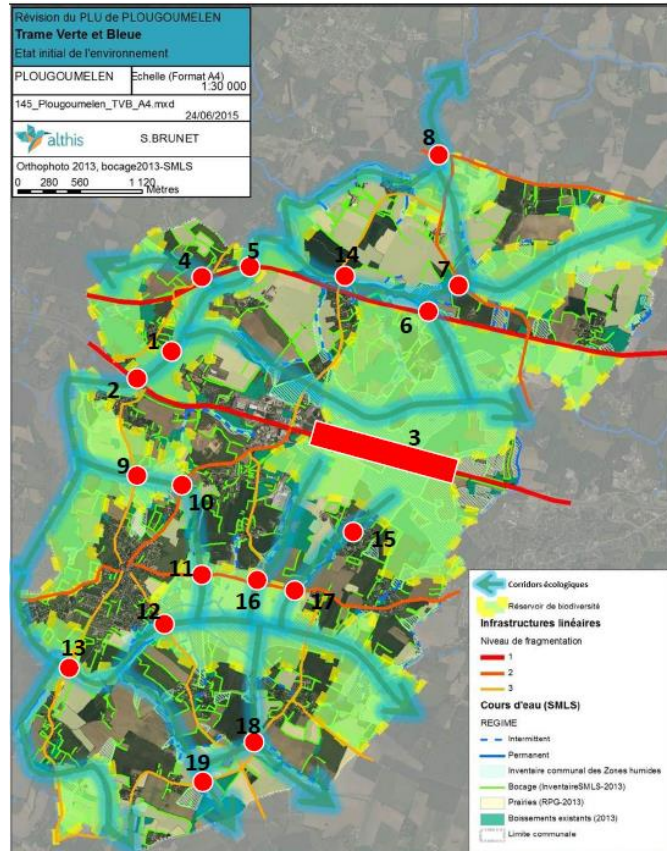 Révision du PLU de PLOUGOUMELEN
Trame Verte et Bleue
Etat initial de l'environnement
PLOUGOUMELEN
Echelle (Format A4)
1:30 000
145_Plougoumelen_TVB_A4.mxd
24/06/2015
althis
S.BRUNET
Orthophoto 2013, bocage2013-SMLS
0 280 560 1 120
Mètres
8
4
5
14
7
6
1
2
3
9
10
15
11
16
17
12
13
18
19
Corridors écologiques
Réservoir de biodiversité
Infrastructures linéaires
Niveau de fragmentation
1
2
3
Cours d'eau (SMLS)
REGIME
Intermittent
Permanent
Inventaire communal des Zones humides
Bocage (InventaireSMLS-2013)
Prairies (RPG-2013)
Boissements existants (2013)
Limite communale